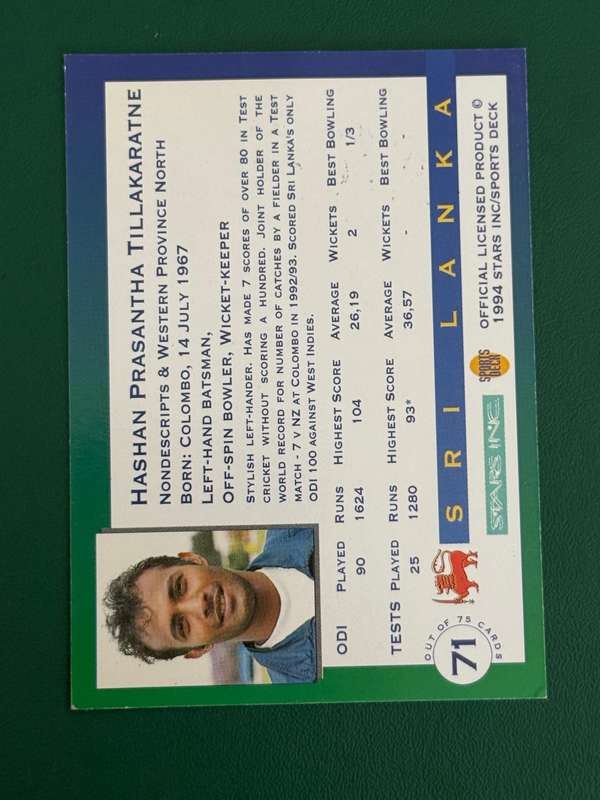 HASHAN PRASANTHA TILLAKARATNE
NONDESCRIPTS & WESTERN PROVINCE NORTH
BORN: COLOMBO, 14 JULY 1967
LEFT-HAND BATSMAN,
OFF-SPIN BOWLER, WICKET-KEEPER
STYLISH LEFT-HANDER. HAS MADE 7 SCORES OF OVER 80 IN TEST
CRICKET WITHOUT SCORING A HUNDRED. JOINT HOLDER OF THE
WORLD RECORD FOR NUMBER OF CATCHES BY A FIELDER IN A TEST
MATCH - 7 V NZ AT COLOMBO IN 1992/93. SCORED SRI LANKA'S ONLY
ODI 100 AGAINST WEST INDIES.
ODI PLAYED RUNS HIGHEST SCORE AVERAGE WICKETS BEST BOWLING
90 1624 104 26,19 2 1/3
TESTS PLAYED RUNS HIGHEST SCORE AVERAGE WICKETS BEST BOWLING
25 1280 93* 36,57 - -
SRI LANKA
OUT OF 75 CARDS
71
STARS INC
SPORTS DECK
OFFICIAL LICENSED PRODUCT ©
1994 STARS INC/SPORTS DECK